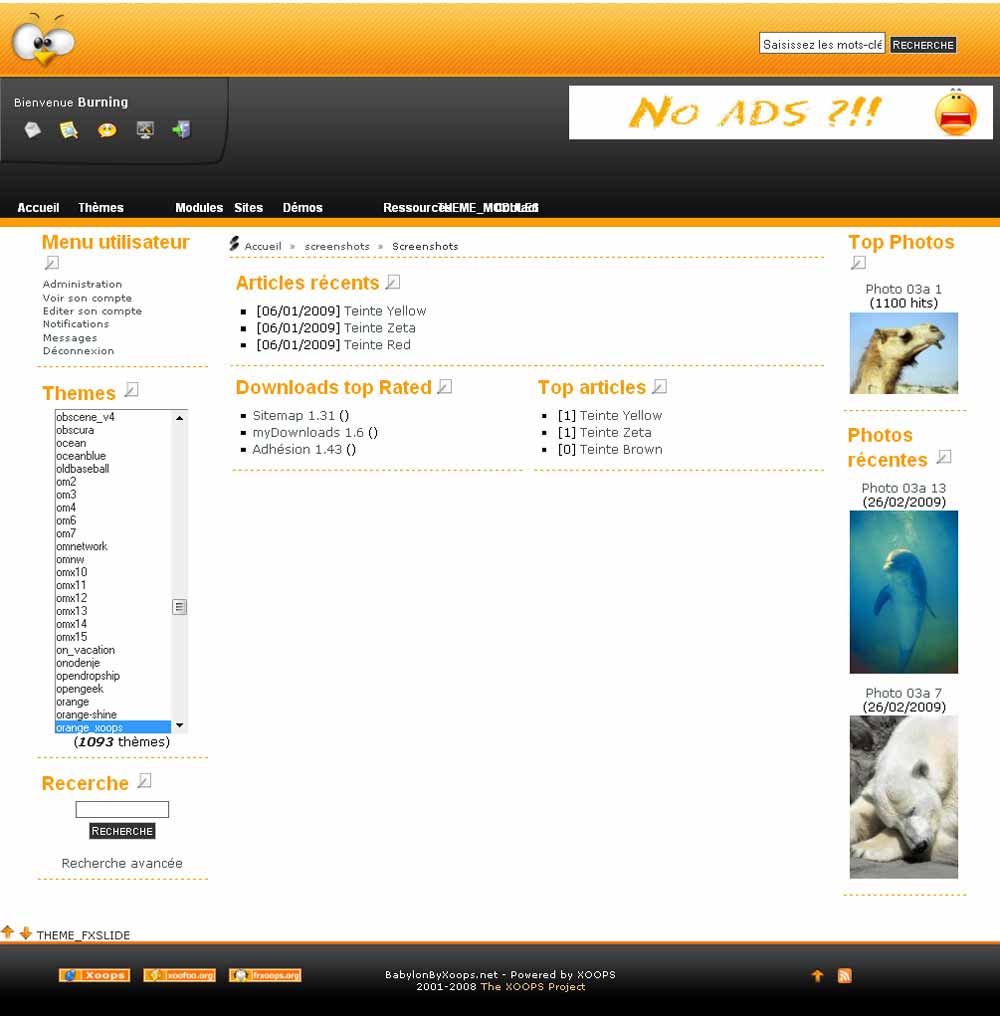 Saisissez les mots-clé RECHERCHE
Bienvenue Burning
No ADS ?!!
Accueil Thèmes Modules Sites Démos Ressources
Menu utilisateur
Administration
Voir son compte
Editer son compte
Notifications
Messages
Déconnexion
Themes
obscene_v4
obscura
ocean
oceanblue
oldbaseball
om2
om3
om4
om6
om7
omnetwork
omnw
omx10
omx11
omx12
omx13
omx14
omx15
on_vacation
onodenje
opendropship
opengeek
orange
orange-shine
orange_xoops
(1093 thèmes)
Recerche
RECHERCHE
Recherche avancée
Accueil » screenshots » Screenshots
Articles récents
[06/01/2009] Teinte Yellow
[06/01/2009] Teinte Zeta
[06/01/2009] Teinte Red
Downloads top Rated
Sitemap 1.31 ()
myDownloads 1.6 ()
Adhésion 1.43 ()
Top articles
[1] Teinte Yellow
[1] Teinte Zeta
[0] Teinte Brown
Top Photos
Photo 03a 1
(1100 hits)
Photos
récentes
Photo 03a 13
(26/02/2009)
Photo 03a 7
(26/02/2009)
THEME_FXSLIDE
Xoops xoofoo.org frxoops.org
BabylonByXoops.net - Powered by XOOPS
2001-2008 The XOOPS Project